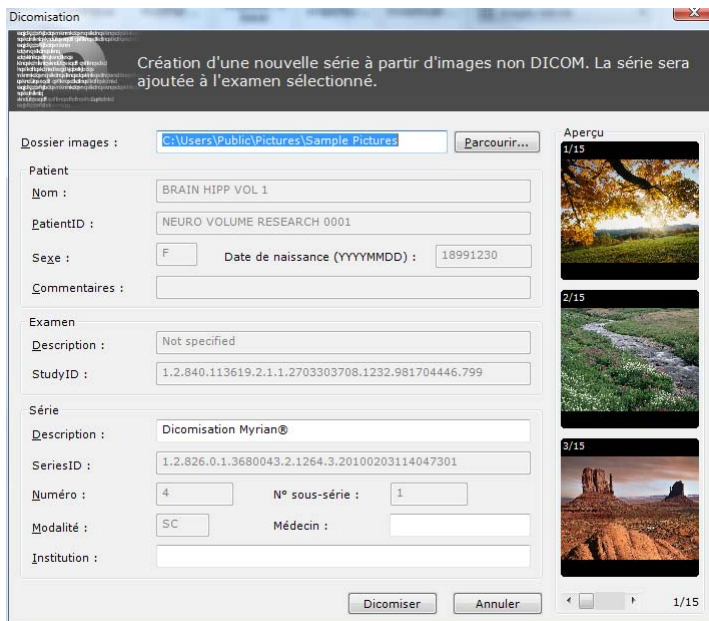 Dicomisation
Création d'une nouvelle série à partir d'images non DICOM. La série sera
ajoutée à l'examen sélectionné.
Dossier images : C:\Users\Public\Pictures\Sample Pictures Parcourir...
Patient
Nom : BRAIN HIPP VOL 1
PatientID : NEURO VOLUME RESEARCH 0001
Sexe : F Date de naissance (YYYYMMDD) : 18991230
Commentaires :
Examen
Description : Not specified
StudyID : 1.2.840.113619.2.1.1.2703303708.1232.981704446.799
Série
Description : Dicomisation Myrian®
SeriesID : 1.2.826.0.1.3680043.2.1264.3.20100203114047301
Numéro : 4 N° sous-série : 1
Modalité : SC Médecin :
Institution :
Dicomiser Annuler
Aperçu
1/15
2/15
3/15
1/15